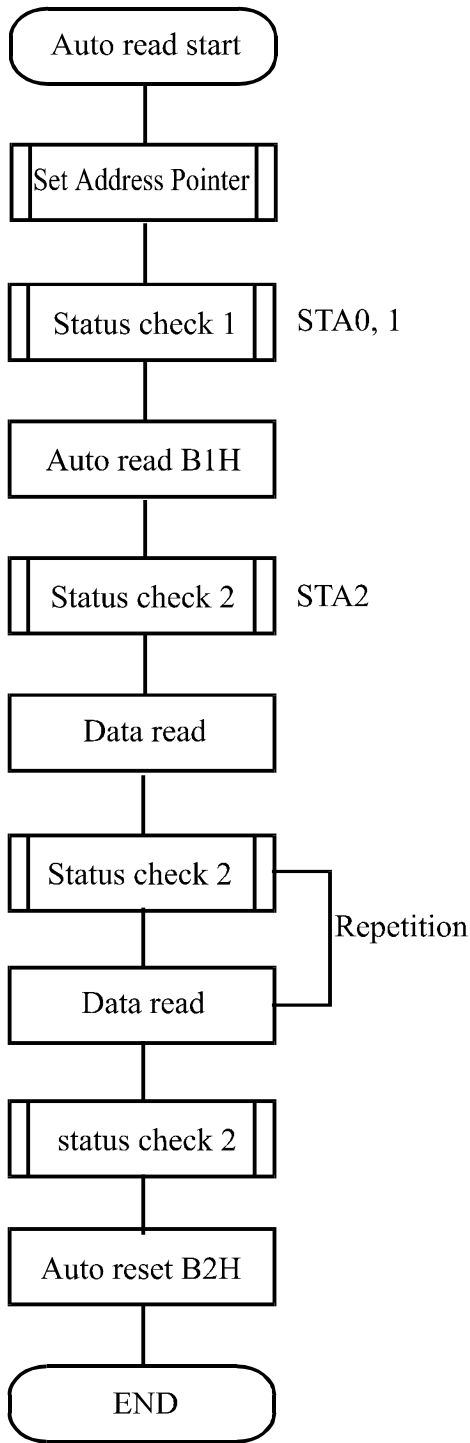 Auto read start
Set Address Pointer
Status check 1
STA0, 1
Auto read B1H
Status check 2
STA2
Data read
Status check 2
Repetition
Data read
status check 2
Auto reset B2H
END